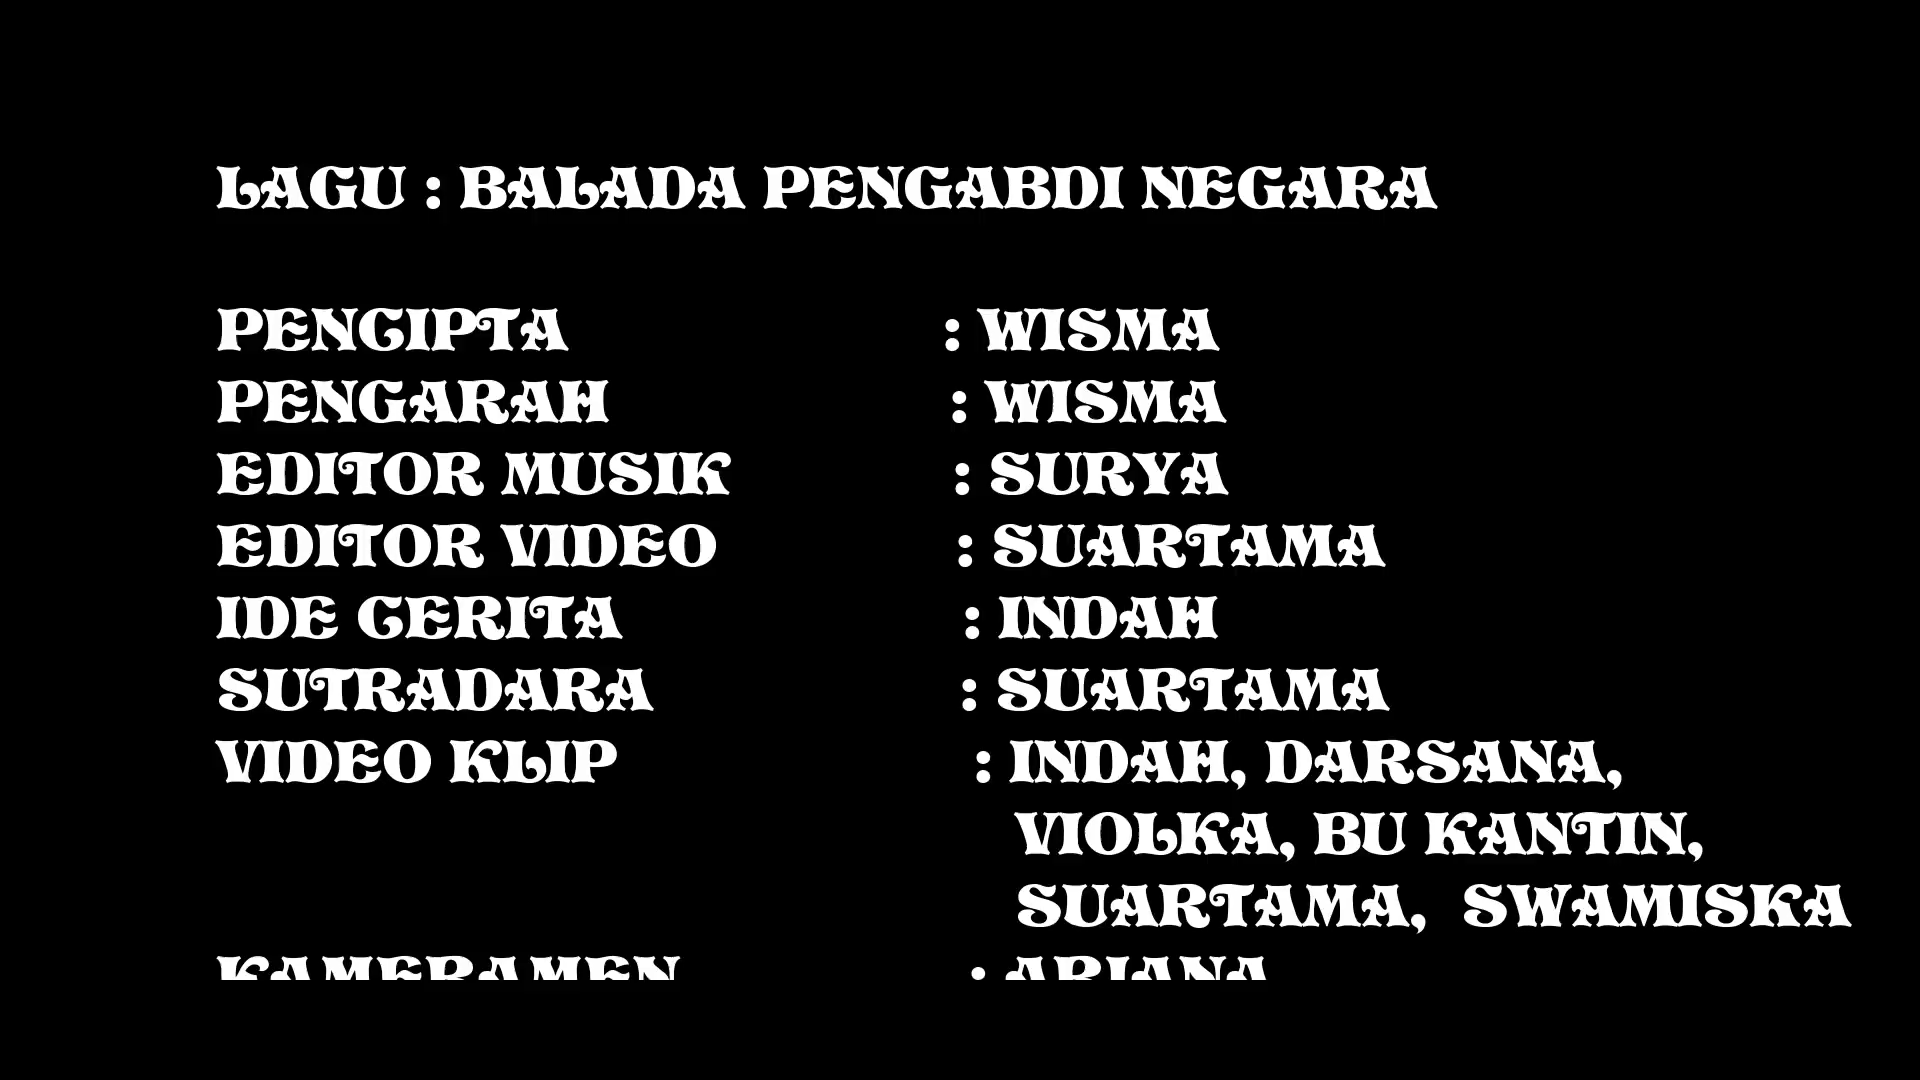 LAGU : BALADA PENGABDI NEGARA
PENCIPTA : WISMA
PENGARAH : WISMA
EDITOR MUSIK : SURYA
EDITOR VIDEO : SUARTAMA
IDE CERITA : INDAH
SUTRADARA : SUARTAMA
VIDEO KLIP : INDAH, DARSANA,
VIOLKA, BU KANTIN,
SUARTAMA, SWAMISKA
KAMERAMEN :